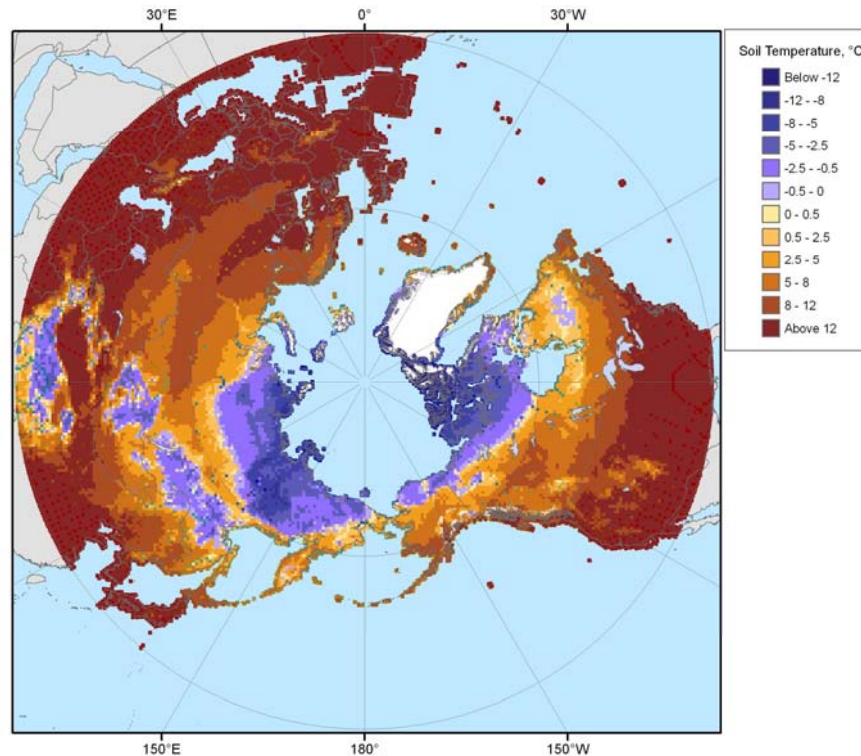 30°E 0° 30°W
Soil Temperature, °C
Below -12
-12 - -8
-8 - -5
-5 - -2.5
-2.5 - -0.5
-0.5 - 0
0 - 0.5
0.5 - 2.5
2.5 - 5
5 - 8
8 - 12
Above 12
150°E 180° 150°W